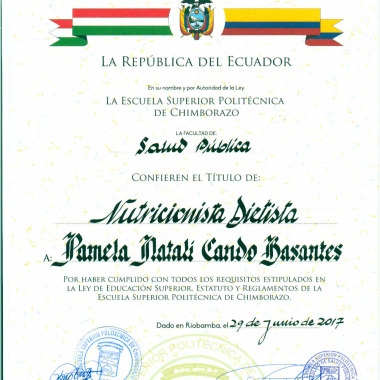 LA REPÚBLICA DEL ECUADOR
En su nombre y por Autoridad de la Ley
LA ESCUELA SUPERIOR POLITÉCNICA
DE CHIMBORAZO
LA FACULTAD DE:
Salud Pública
CONFIEREN EL TÍTULO DE:
Nutricionista Dietista
A: Pamela Natalí Cando Basantes
POR HABER CUMPLIDO CON TODOS LOS REQUISITOS ESTIPULADOS EN
LA LEY DE EDUCACIÓN SUPERIOR, ESTATUTO Y REGLAMENTOS DE LA
ESCUELA SUPERIOR POLITÉCNICA DE CHIMBORAZO.
Dado en Riobamba, el 29 de Junio de 2017